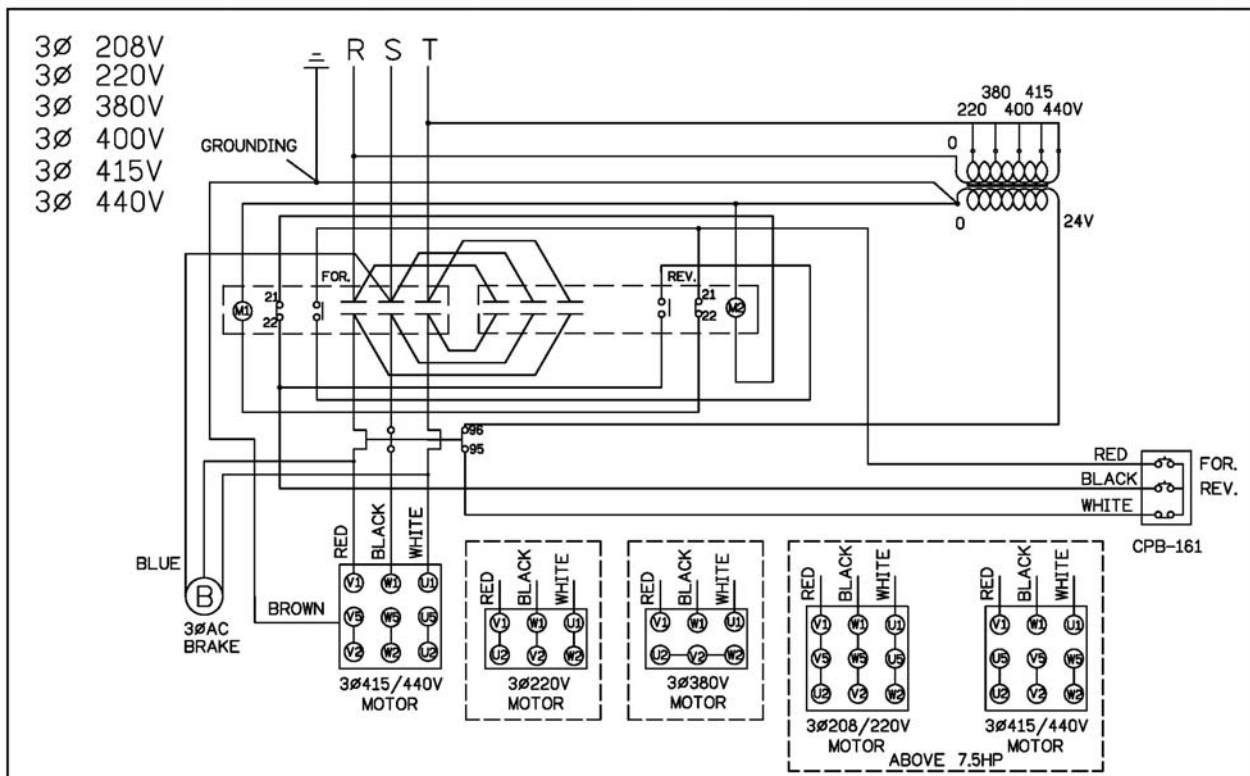 3Ø 208V
3Ø 220V
3Ø 380V
3Ø 400V
3Ø 415V
3Ø 440V
R S T
GROUNDING
380 415
220 400 440V
0
0
24V
FOR.
REV.
M1
21
22
21
22
M2
96
95
RED
FOR.
BLACK
REV.
WHITE
CPB-161
BLUE
B
3ØAC
BRAKE
BROWN
RED BLACK WHITE
V1 W1 U1
V5 W5 U5
V2 W2 U2
3Ø415/440V
MOTOR
RED BLACK WHITE
V1 W1 U1
U2 V2 W2
3Ø220V
MOTOR
RED BLACK WHITE
V1 W1 U1
U2 V2 W2
3Ø380V
MOTOR
RED BLACK WHITE
V1 W1 U1
V5 W5 U5
U2 V2 W2
3Ø208/220V
MOTOR
RED BLACK WHITE
V1 W1 U1
U5 V5 W5
U2 V2 W2
3Ø415/440V
MOTOR
ABOVE 7.5HP